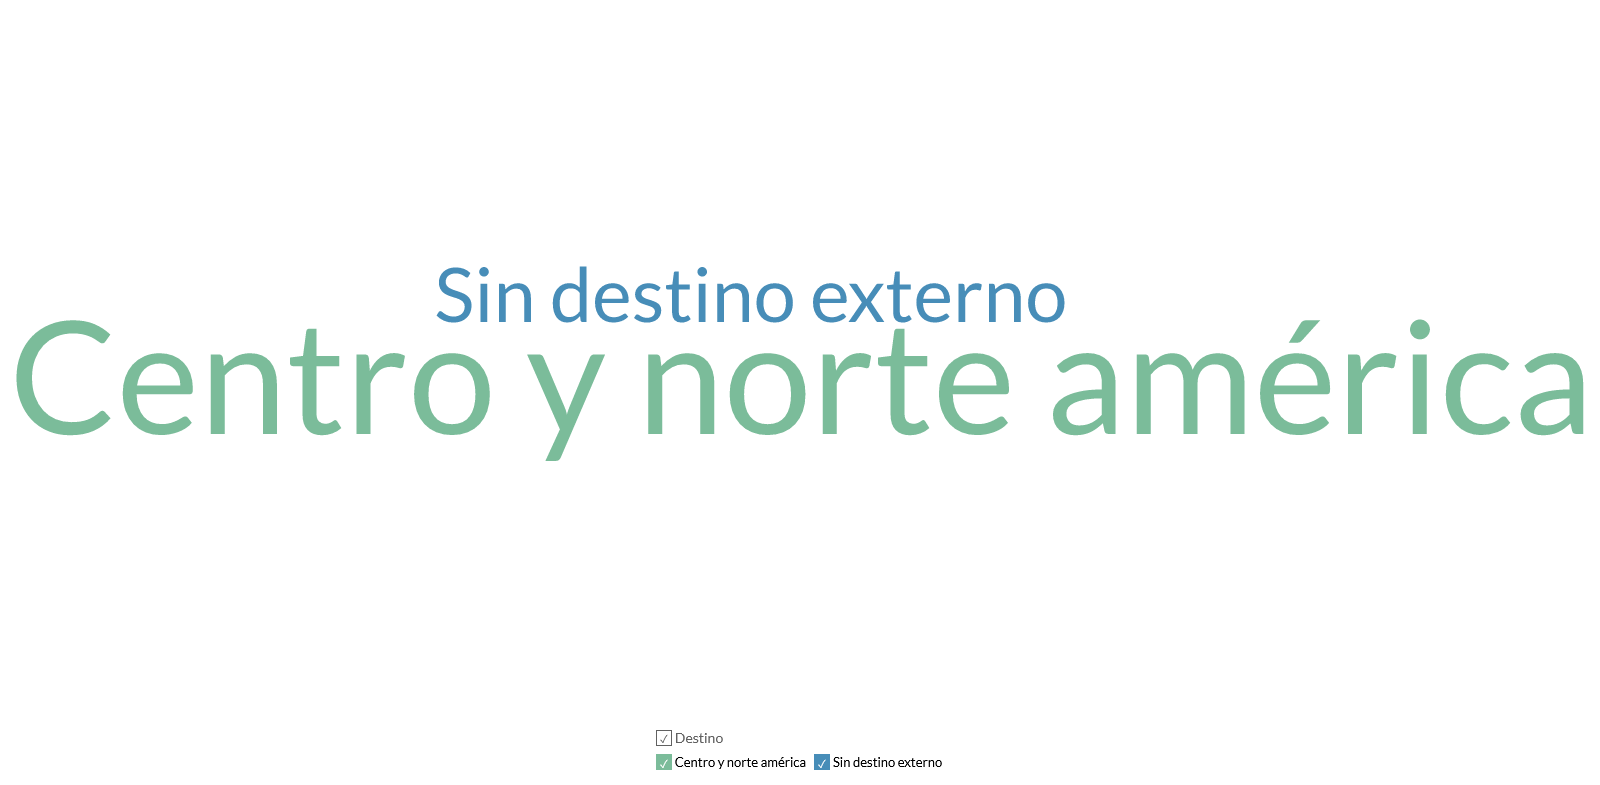 Sin destino externo
Centro y norte américa
Destino
Centro y norte américa Sin destino externo